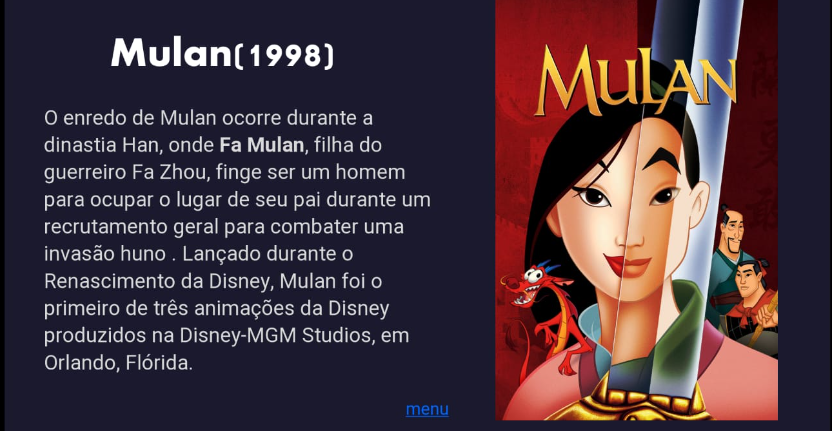 Mulan(1998)
O enredo de Mulan ocorre durante a
dinastia Han, onde Fa Mulan, filha do
guerreiro Fa Zhou, finge ser um homem
para ocupar o lugar de seu pai durante um
recrutamento geral para combater uma
invasão huno . Lançado durante o
Renascimento da Disney, Mulan foi o
primeiro de três animações da Disney
produzidos na Disney-MGM Studios, em
Orlando, Flórida.
menu
MULAN